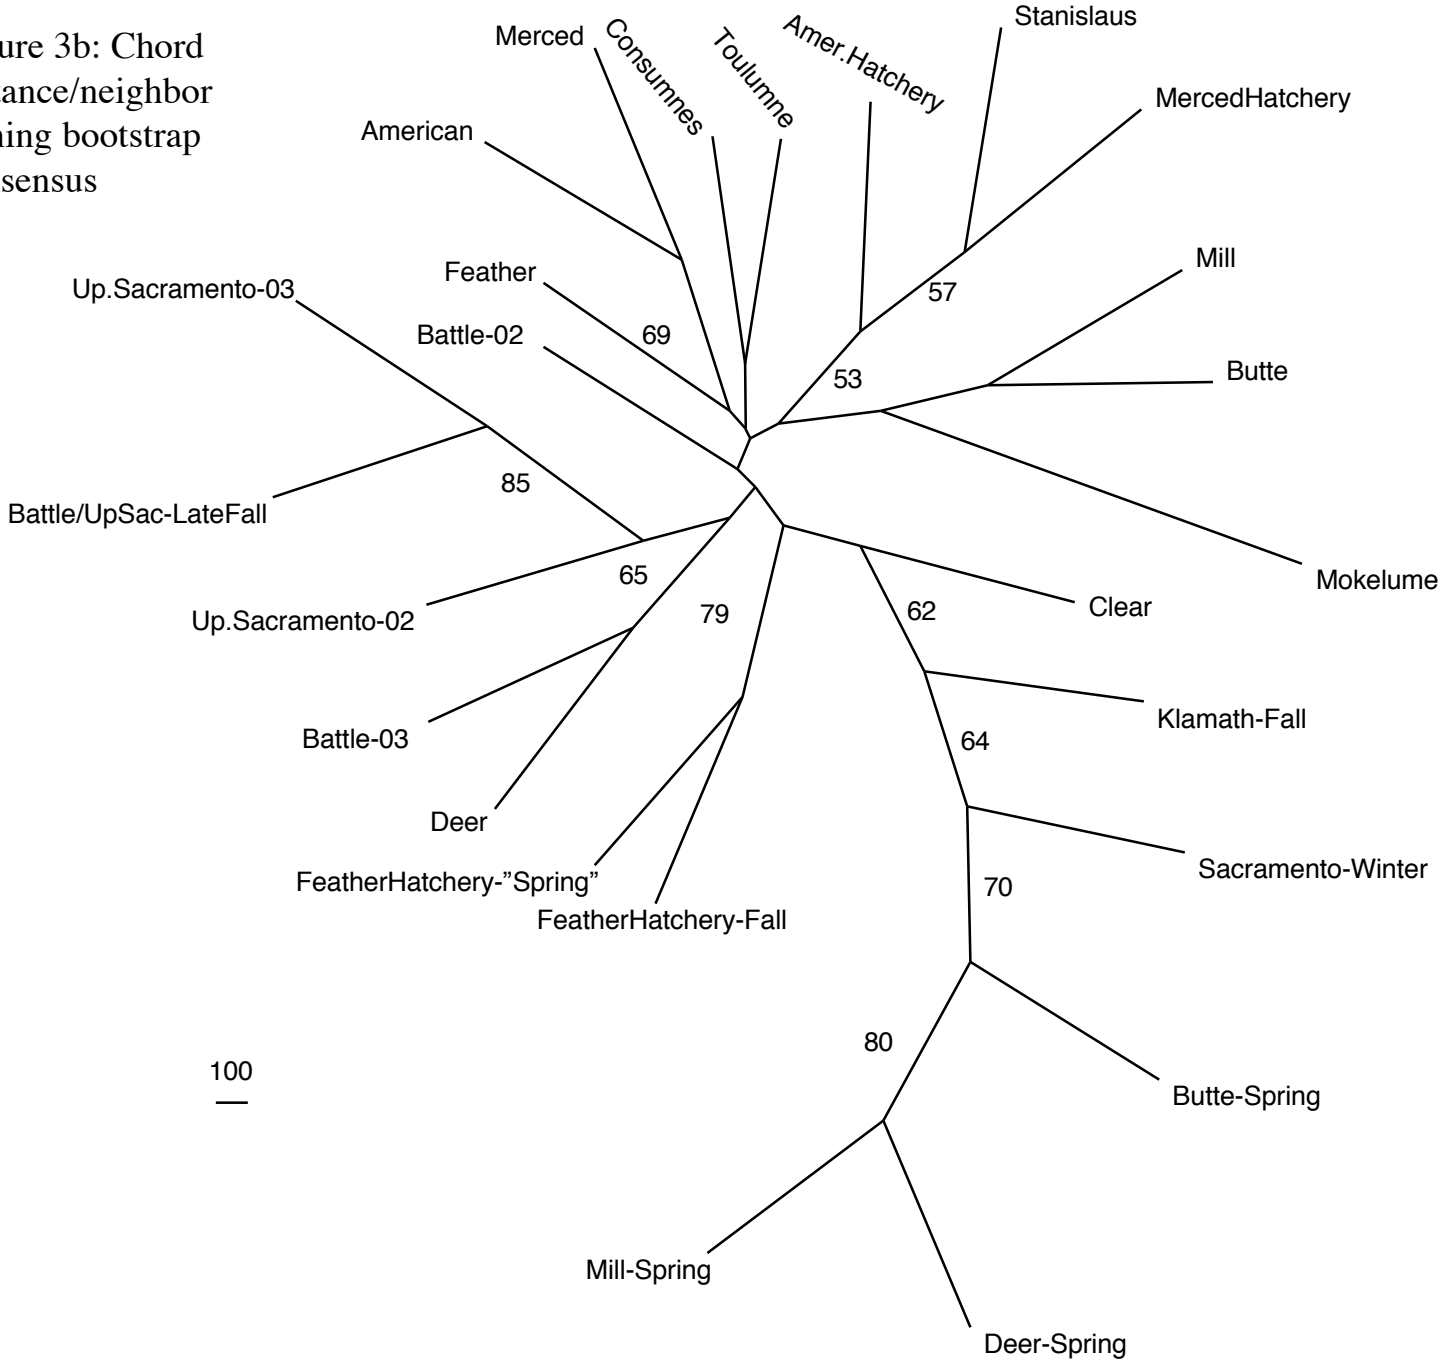 ure 3b: Chord
tance/neighbor
ning bootstrap
sensus
Stanislaus
Merced
Consumnes
Toulumne
Amer.Hatchery
MercedHatchery
American
Mill
Feather
Up.Sacramento-03
57
69
Battle-02
53
Butte
85
Battle/UpSac-LateFall
65
Mokelume
79
62
Clear
Up.Sacramento-02
Klamath-Fall
Battle-03
64
Deer
Sacramento-Winter
FeatherHatchery-”Spring”
70
FeatherHatchery-Fall
80
100
Butte-Spring
Mill-Spring
Deer-Spring